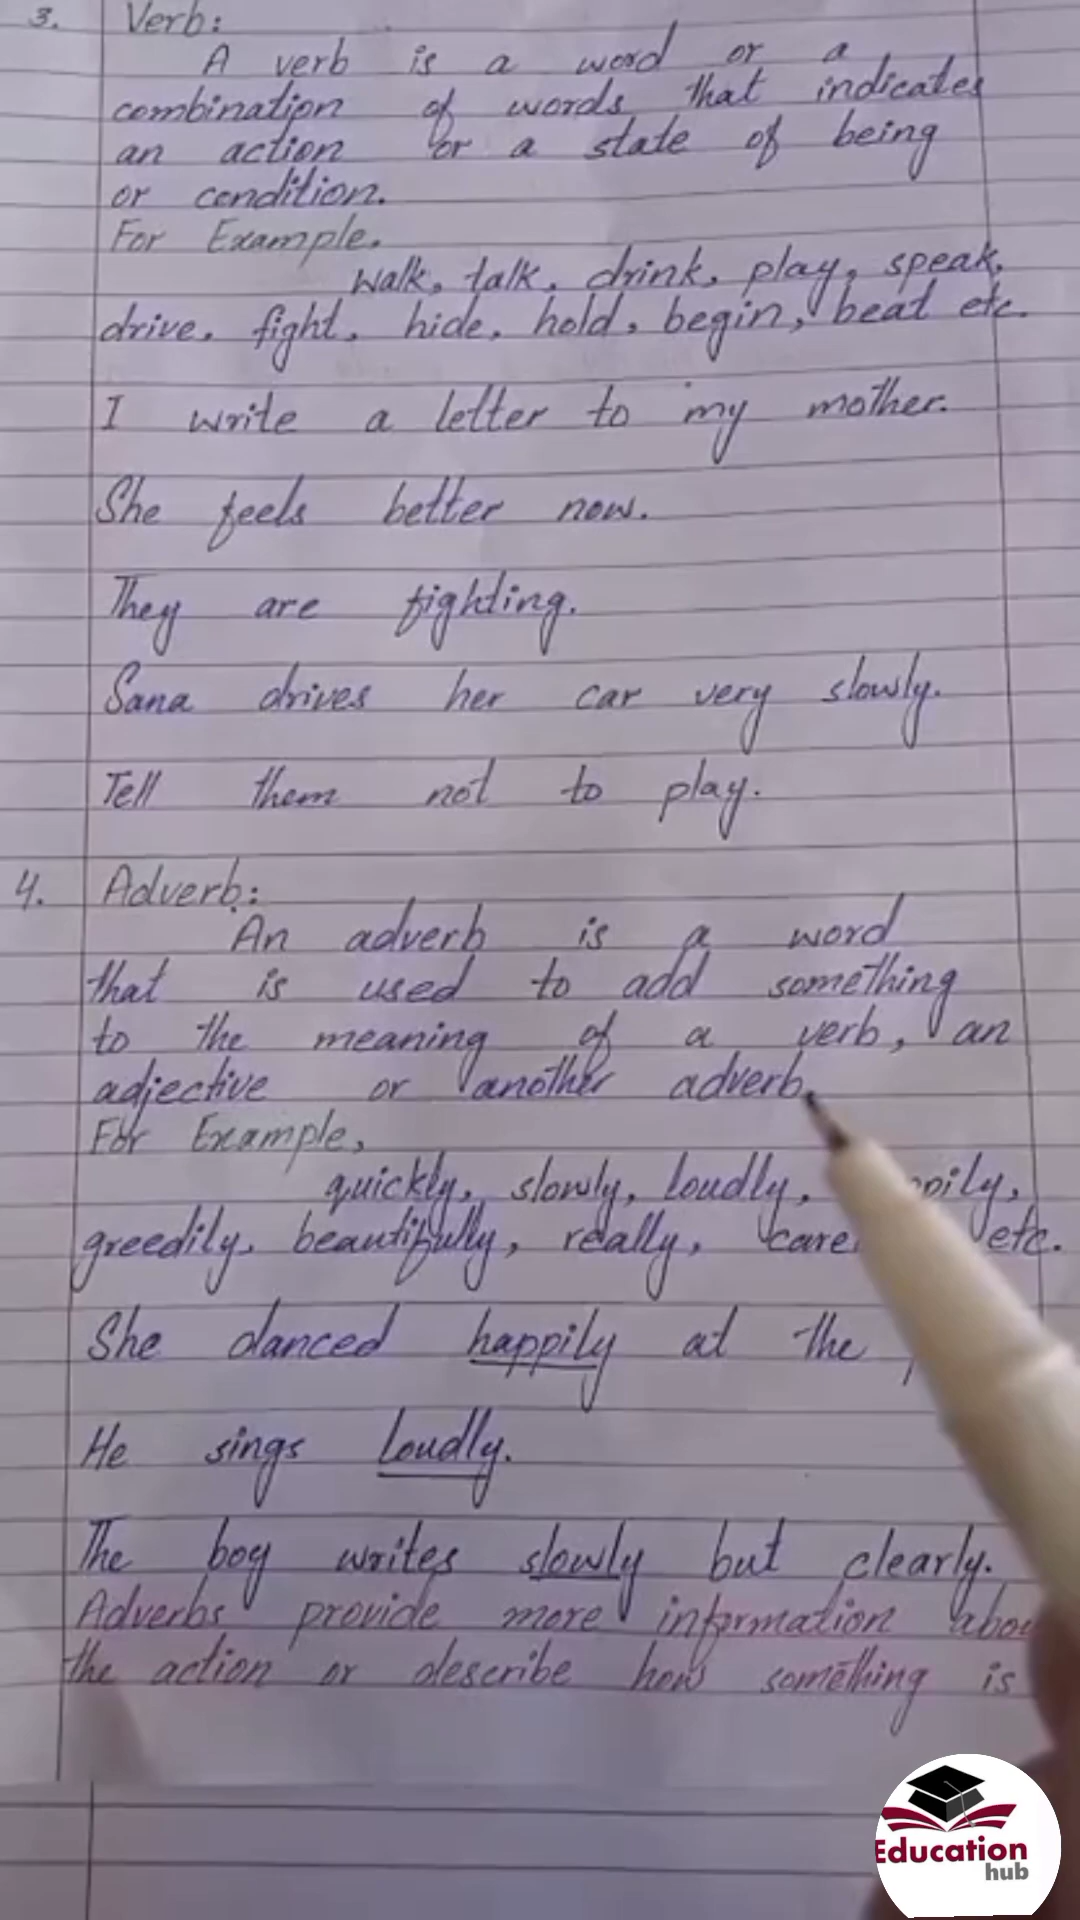 3. Verb:
A verb is a word or a
combination of words that indicates
an action or a state of being
or condition.
For Example.
walk, talk, drink, play, speak,
drive, fight, hide, hold, begin, beat etc.
I write a letter to my mother.
She feels better now.
They are fighting.
Sana drives her car very slowly.
Tell them not to play.
4. Adverb:
An adverb is a word
that is used to add something
to the meaning of a verb, an
adjective or another adverb.
For Example,
quickly, slowly, loudly,
greedily, beautifully, really, etc.
She danced happily at the
He sings loudly.
The boy writes slowly but clearly.
Adverbs provide more information
the action or describe how something is
Education
hub